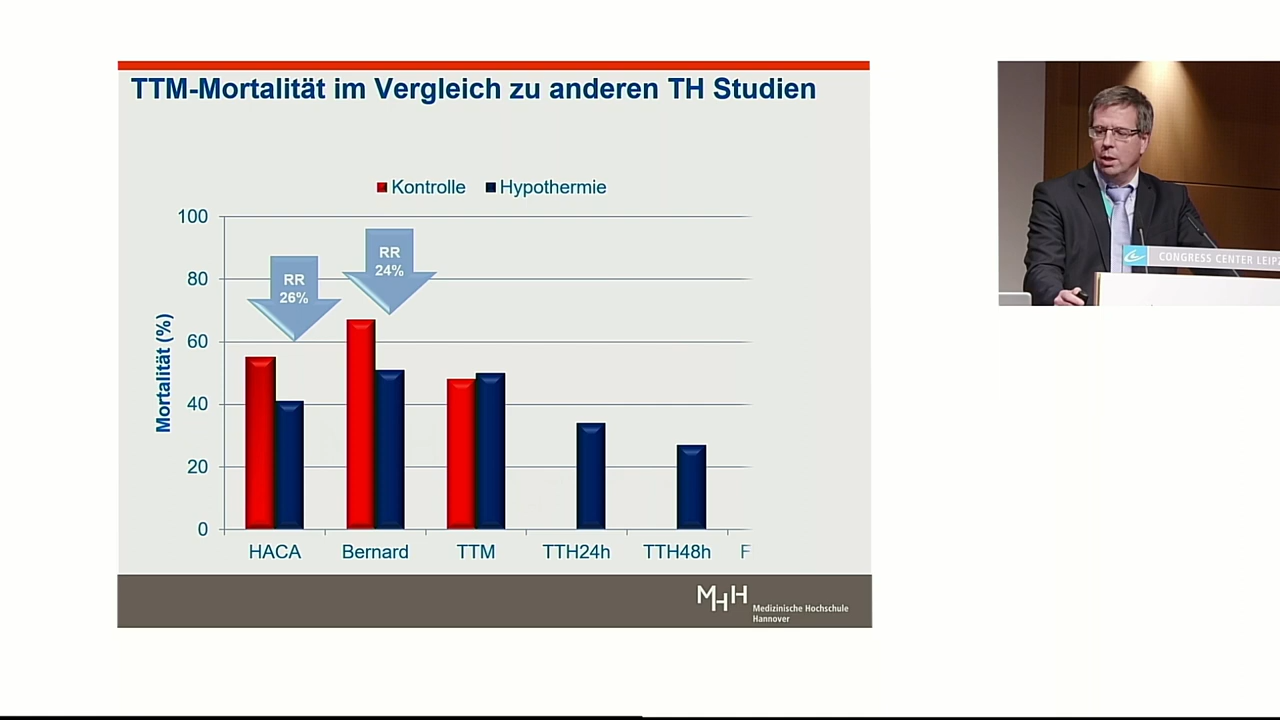 TTM-Mortalität im Vergleich zu anderen TH Studien
Kontrolle Hypothermie
100
80
60
40
20
0
Mortalität (%)
RR
26%
RR
24%
HACA Bernard TTM TTH24h TTH48h F
MHH
Medizinische Hochschule
Hannover
CONGRESS CENTER LEIPZ